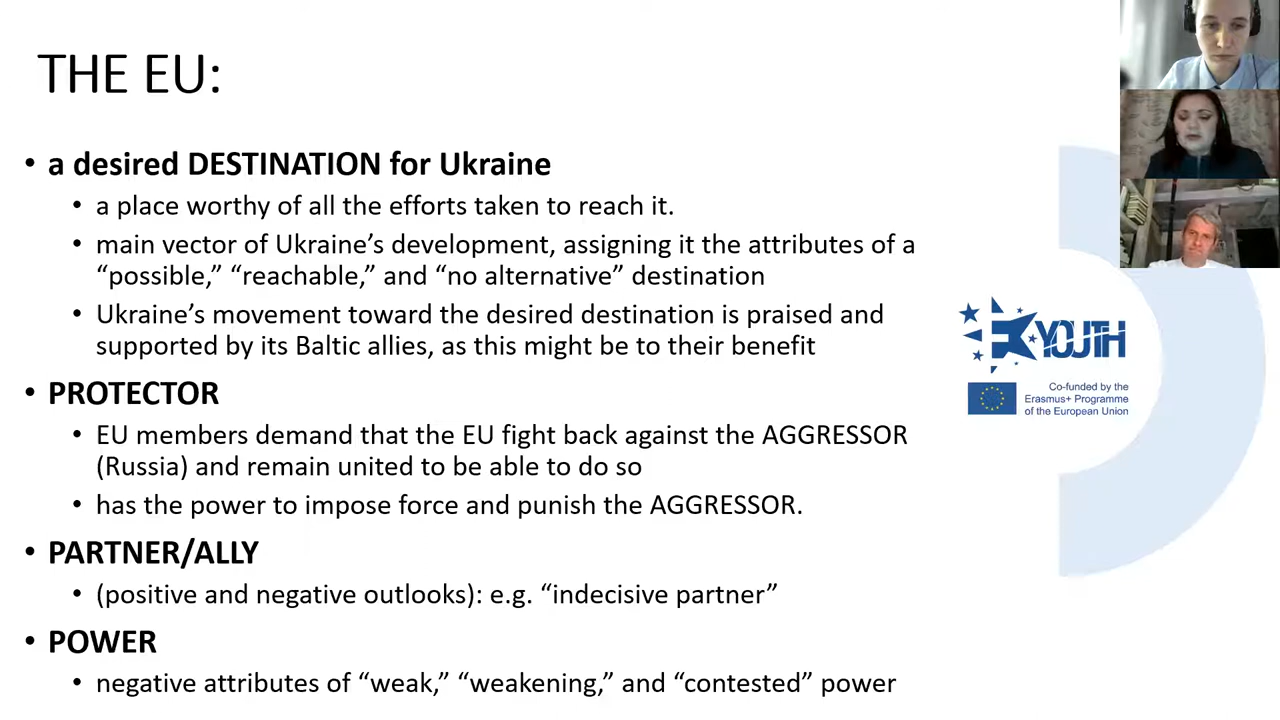 THE EU:
• a desired DESTINATION for Ukraine
• a place worthy of all the efforts taken to reach it.
• main vector of Ukraine’s development, assigning it the attributes of a
“possible,” “reachable,” and “no alternative” destination
• Ukraine’s movement toward the desired destination is praised and
supported by its Baltic allies, as this might be to their benefit
• PROTECTOR
• EU members demand that the EU fight back against the AGGRESSOR
(Russia) and remain united to be able to do so
• has the power to impose force and punish the AGGRESSOR.
• PARTNER/ALLY
• (positive and negative outlooks): e.g. “indecisive partner”
• POWER
• negative attributes of “weak,” “weakening,” and “contested” power
YOUTH
Co-funded by the
Erasmus+ Programme
of the European Union